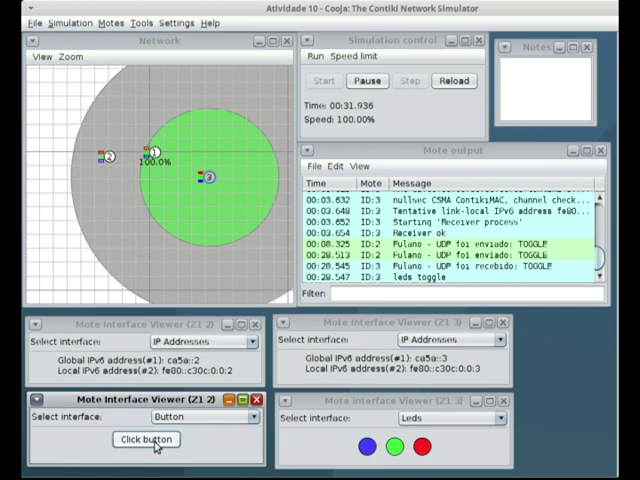 Atividade 10 - Cooja: The Contiki Network Simulator
File Simulation Motes Tools Settings Help
Network
View Zoom
2
1
100.0%
3
Simulation control
Run Speed limit
Start Pause Step Reload
Time: 00:31.936
Speed: 100.00%
Notes
Mote output
File Edit View
Time Mote Message
00:03.632 ID:3 nullsec CSMA ContikiMAC, channel check...
00:03.648 ID:3 Tentative link-local IPv6 address fe80...
00:03.652 ID:3 Starting 'Receiver process'
00:03.654 ID:3 Receiver ok
00:08.325 ID:2 Fulano - UDP foi enviado: TOGGLE
00:28.513 ID:2 Fulano - UDP foi enviado: TOGGLE
00:28.545 ID:3 Fulano - UDP foi recebido: TOGGLE
00:28.547 ID:3 leds toggle
Filter:
Mote Interface Viewer (Z1 2)
Select interface: IP Addresses
Global IPv6 address(#1): ca5a::2
Local IPv6 address(#2): fe80::c30c:0:0:2
Mote Interface Viewer (Z1 3)
Select interface: IP Addresses
Global IPv6 address(#1): ca5a::3
Local IPv6 address(#2): fe80::c30c:0:0:3
Mote Interface Viewer (Z1 2)
Select interface: Button
Click button
Mote Interface Viewer (Z1 3)
Select interface: Leds